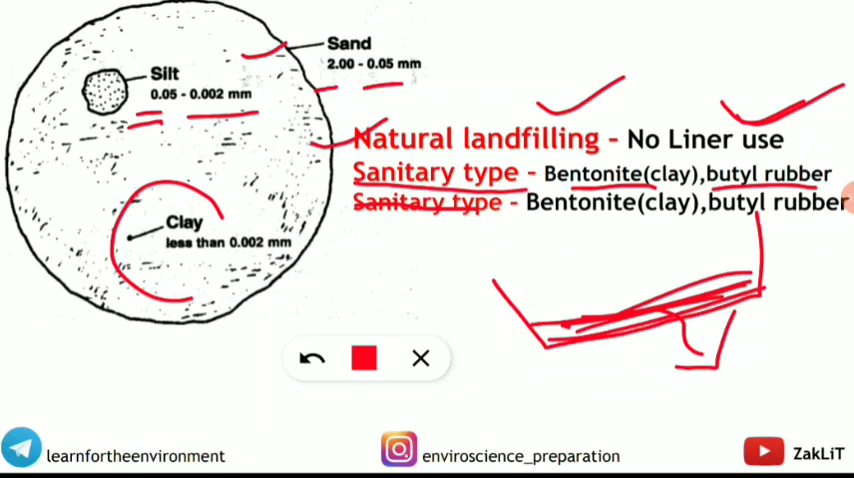 Sand
2.00 - 0.05 mm
Silt
0.05 - 0.002 mm
Natural landfilling - No Liner use
Sanitary type - Bentonite(clay),butyl rubber
Sanitary type - Bentonite(clay),butyl rubber
Clay
less than 0.002 mm
learnfortheenvironment
enviroscience_preparation
ZakLiT